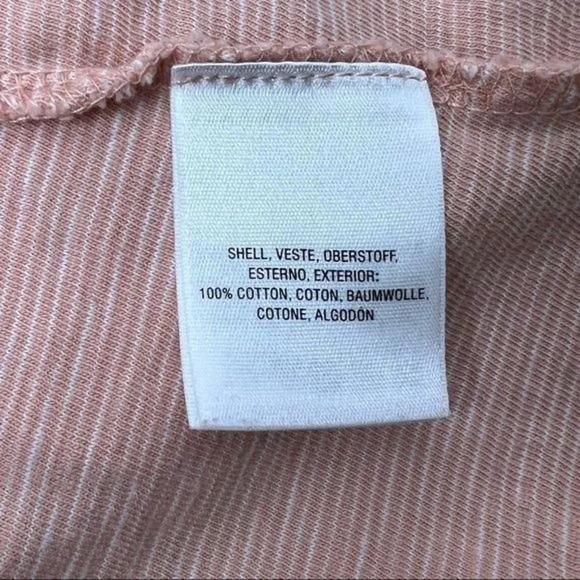 SHELL, VESTE, OBERSTOFF,
ESTERNO, EXTERIOR:
100% COTTON, COTON, BAUMWOLLE,
COTONE, ALGODÓN